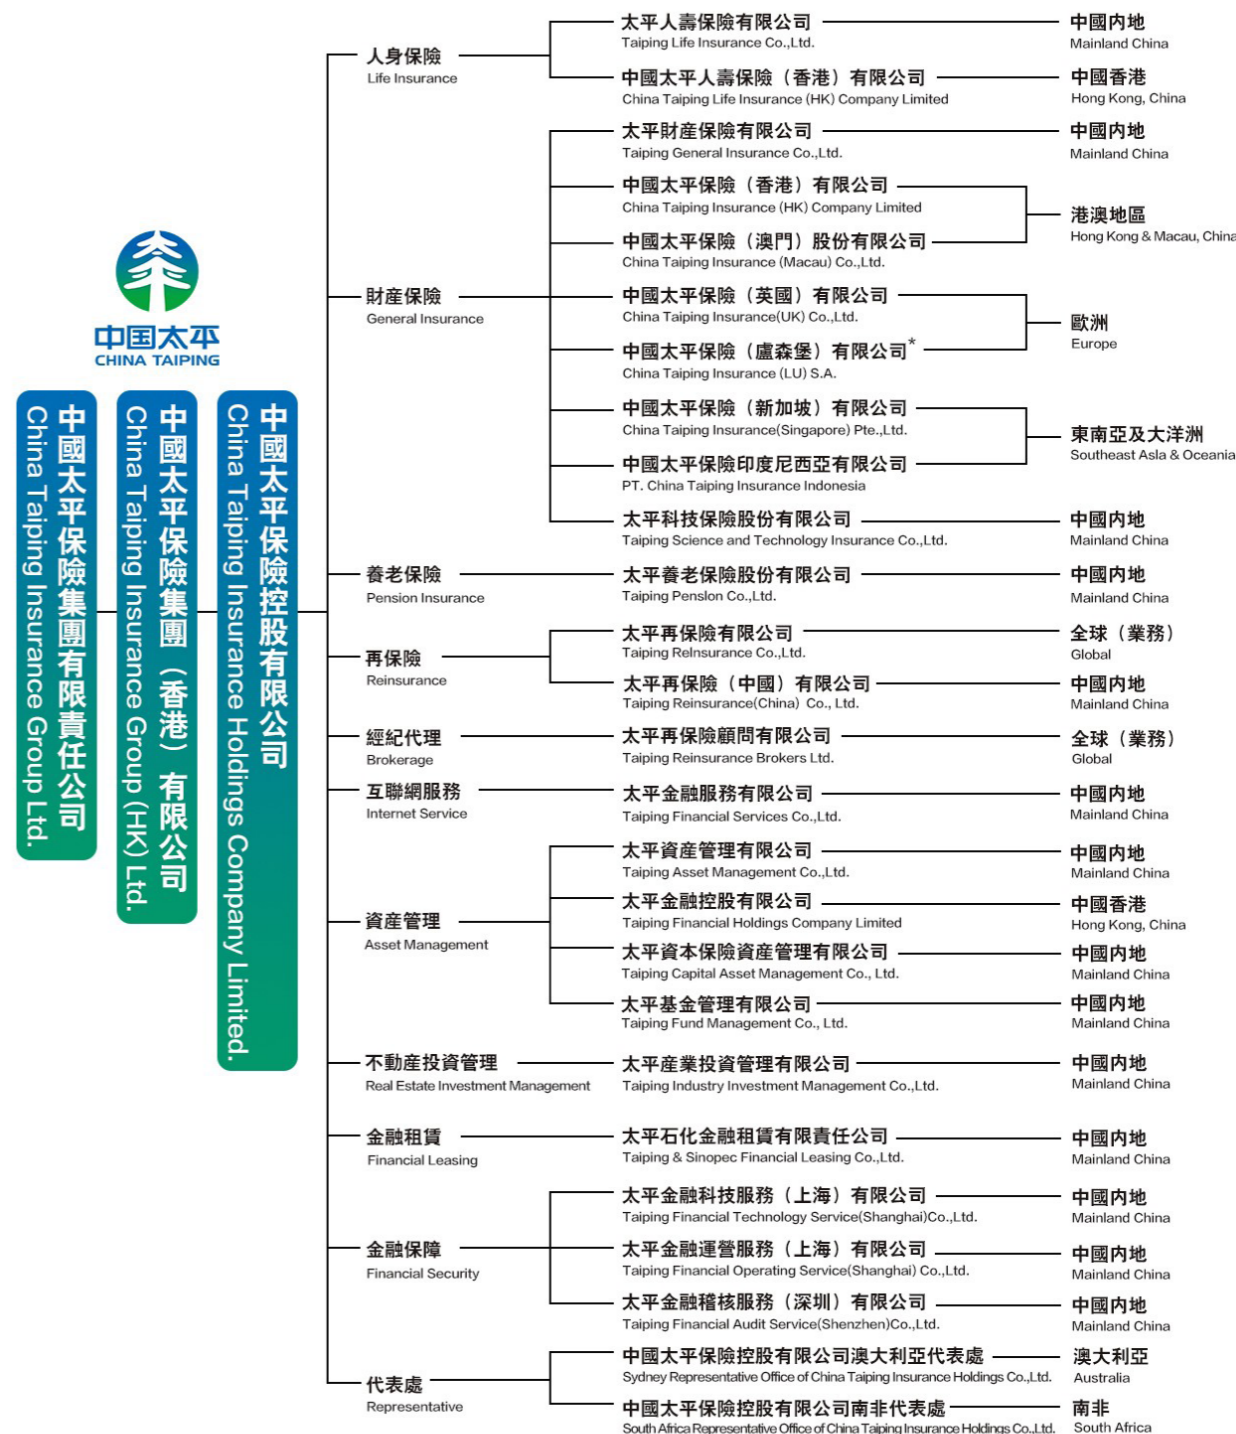 中国太平
CHINA TAIPING
中國太平保險集團有限責任公司
China Taiping Insurance Group Ltd.
中國太平保險集團（香港）有限公司
China Taiping Insurance Group (HK) Ltd.
中國太平保險控股有限公司
China Taiping Insurance Holdings Company Limited.
人身保險
Life Insurance
太平人壽保險有限公司
Taiping Life Insurance Co.,Ltd.
中國内地
Mainland China
中國太平人壽保險（香港）有限公司
China Taiping Life Insurance (HK) Company Limited
中國香港
Hong Kong, China
財産保險
General Insurance
太平財産保險有限公司
Taiping General Insurance Co.,Ltd.
中國内地
Mainland China
中國太平保險（香港）有限公司
China Taiping Insurance (HK) Company Limited
中國太平保險（澳門）股份有限公司
China Taiping Insurance (Macau) Co.,Ltd.
港澳地區
Hong Kong & Macau, China
中國太平保險（英國）有限公司
China Taiping Insurance(UK) Co.,Ltd.
中國太平保險（盧森堡）有限公司*
China Taiping Insurance (LU) S.A.
歐洲
Europe
中國太平保險（新加坡）有限公司
China Taiping Insurance(Singapore) Pte.,Ltd.
中國太平保險印度尼西亞有限公司
PT. China Taiping Insurance Indonesia
東南亞及大洋洲
Southeast Asla & Oceania
太平科技保險股份有限公司
Taiping Science and Technology Insurance Co.,Ltd.
中國内地
Mainland China
養老保險
Pension Insurance
太平養老保險股份有限公司
Taiping Penslon Co.,Ltd.
中國内地
Mainland China
再保險
Reinsurance
太平再保險有限公司
Taiping Relnsurance Co.,Ltd.
全球（業務）
Global
太平再保險（中國）有限公司
Taiping Reinsurance(China) Co., Ltd.
中國内地
Mainland China
經紀代理
Brokerage
太平再保險顧問有限公司
Taiping Reinsurance Brokers Ltd.
全球（業務）
Global
互聯網服務
Internet Service
太平金融服務有限公司
Taiping Financial Services Co.,Ltd.
中國内地
Mainland China
資産管理
Asset Management
太平資産管理有限公司
Taiping Asset Management Co.,Ltd.
中國内地
Mainland China
太平金融控股有限公司
Taiping Financial Holdings Company Limited
中國香港
Hong Kong, China
太平資本保險資産管理有限公司
Taiping Capital Asset Management Co., Ltd.
中國内地
Mainland China
太平基金管理有限公司
Taiping Fund Management Co., Ltd.
中國内地
Mainland China
不動産投資管理
Real Estate Investment Management
太平産業投資管理有限公司
Taiping Industry Investment Management Co.,Ltd.
中國内地
Mainland China
金融租賃
Financial Leasing
太平石化金融租賃有限責任公司
Taiping & Sinopec Financial Leasing Co.,Ltd.
中國内地
Mainland China
金融保障
Financial Security
太平金融科技服務（上海）有限公司
Taiping Financial Technology Service(Shanghai)Co.,Ltd.
中國内地
Mainland China
太平金融運營服務（上海）有限公司
Taiping Financial Operating Service(Shanghai) Co.,Ltd.
中國内地
Mainland China
太平金融稽核服務（深圳）有限公司
Taiping Financial Audit Service(Shenzhen)Co.,Ltd.
中國内地
Mainland China
代表處
Representative
中國太平保險控股有限公司澳大利亞代表處
Sydney Representative Office of China Taiping Insurance Holdings Co.,Ltd.
澳大利亞
Australia
中國太平保險控股有限公司南非代表處
South Africa Representative Office of China Taiping Insurance Holdings Co.,Ltd.
南非
South Africa